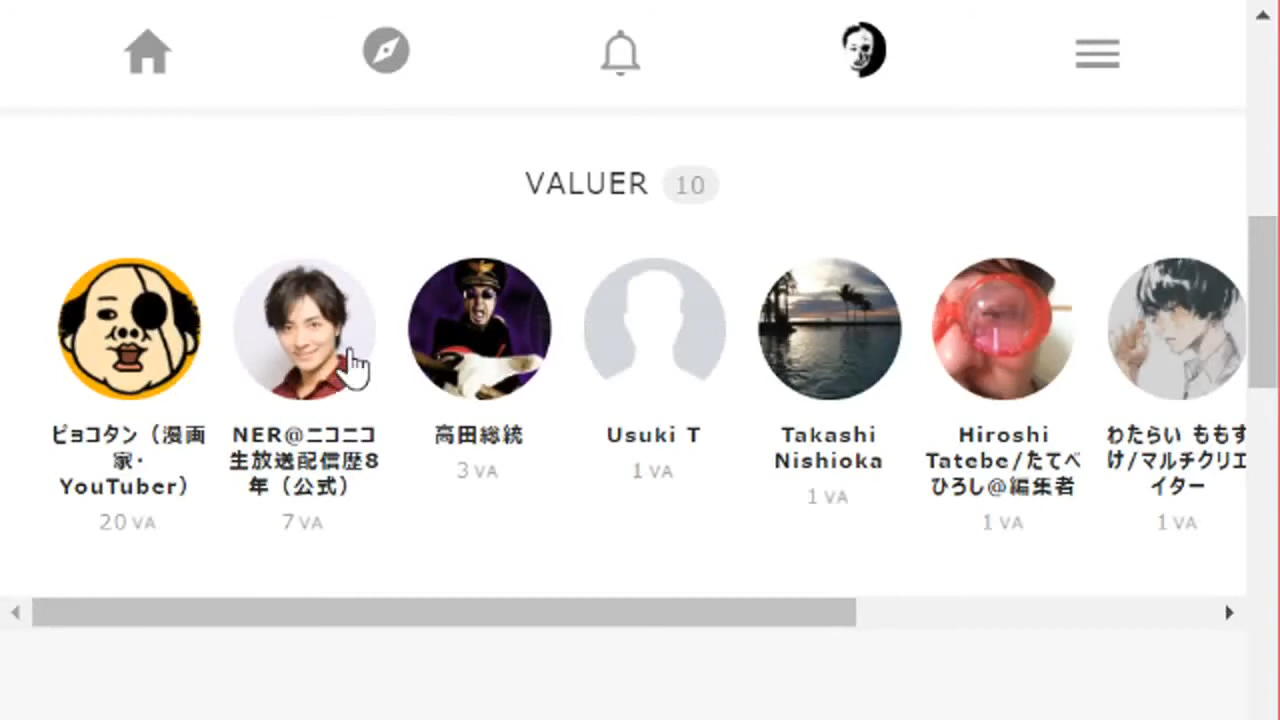 VALUER 10
ピョコタン（漫画
家・
YouTuber）
20 VA
NER@ニコニコ
生放送配信歴8
年（公式）
7 VA
高田総統
3 VA
Usuki T
1 VA
Takashi
Nishioka
1 VA
Hiroshi
Tatebe/たてべ
ひろし@編集者
1 VA
わたらい ももす
け/マルチクリエ
イター
1 VA